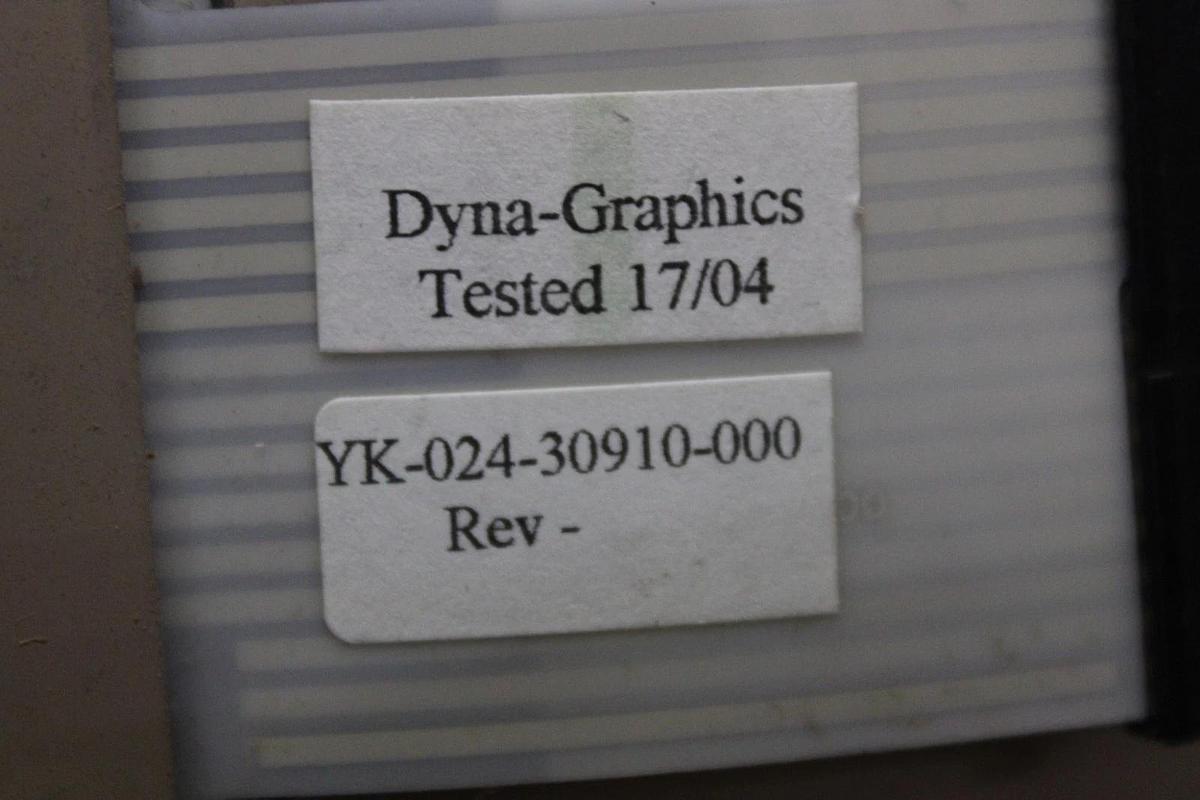 Dyna-Graphics
Tested 17/04
YK-024-30910-000
Rev -